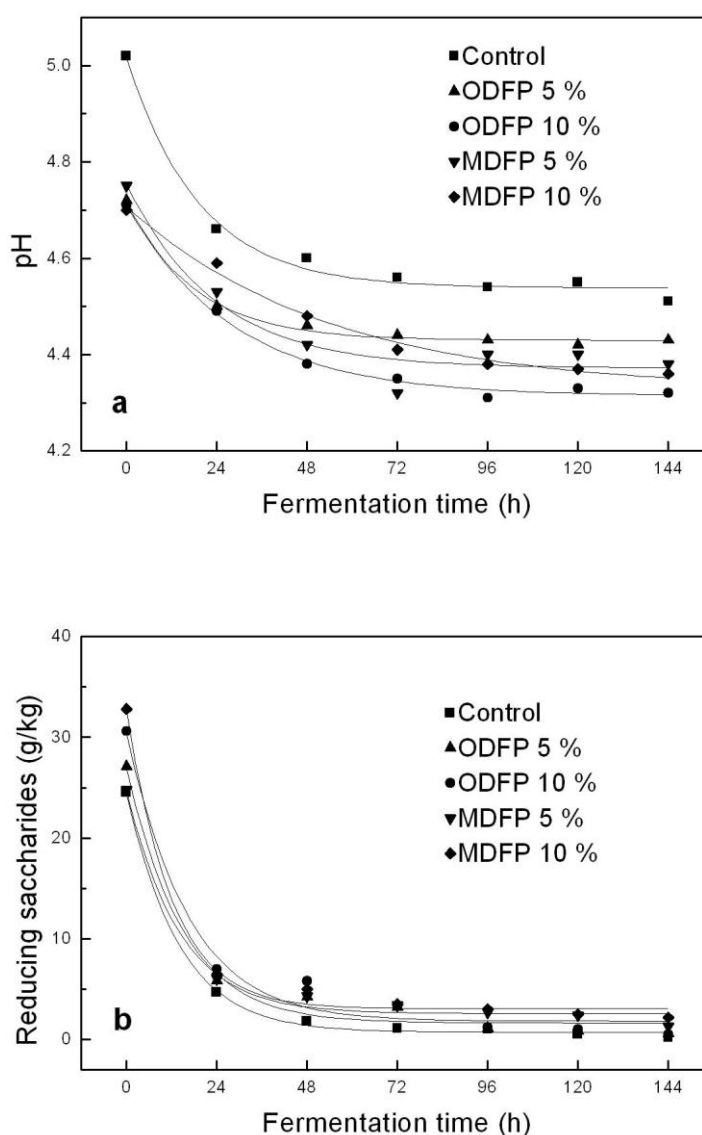 5.0
4.8
4.6
4.4
4.2
pH
Control
ODFP 5 %
ODFP 10 %
MDFP 5 %
MDFP 10 %
a
0 24 48 72 96 120 144
Fermentation time (h)
40
30
20
10
0
Reducing saccharides (g/kg)
Control
ODFP 5 %
ODFP 10 %
MDFP 5 %
MDFP 10 %
b
0 24 48 72 96 120 144
Fermentation time (h)